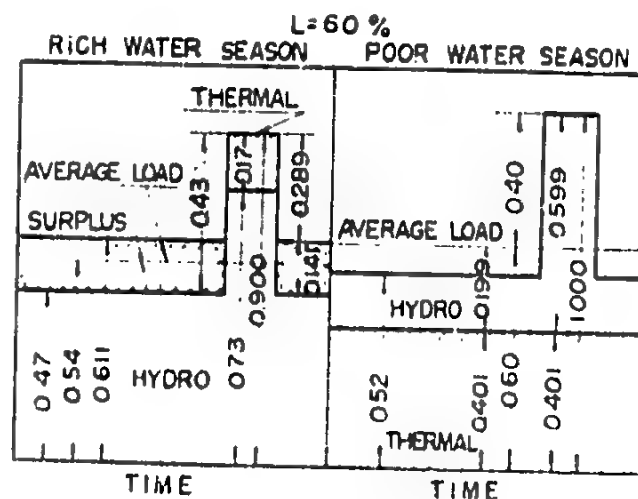 L=60 %
RiCH WATER SEASON
POOR WATER SEASON
THERMAL
AVERAGE LOAD
SURPLUS
043
017
0289
0141
0900
047
054
0611
HYDRO
073
TIME
040
0599
AVERAGE LOAD
0199
1000
HYDRO
052
0401
060
0401
THERMAL
TIME